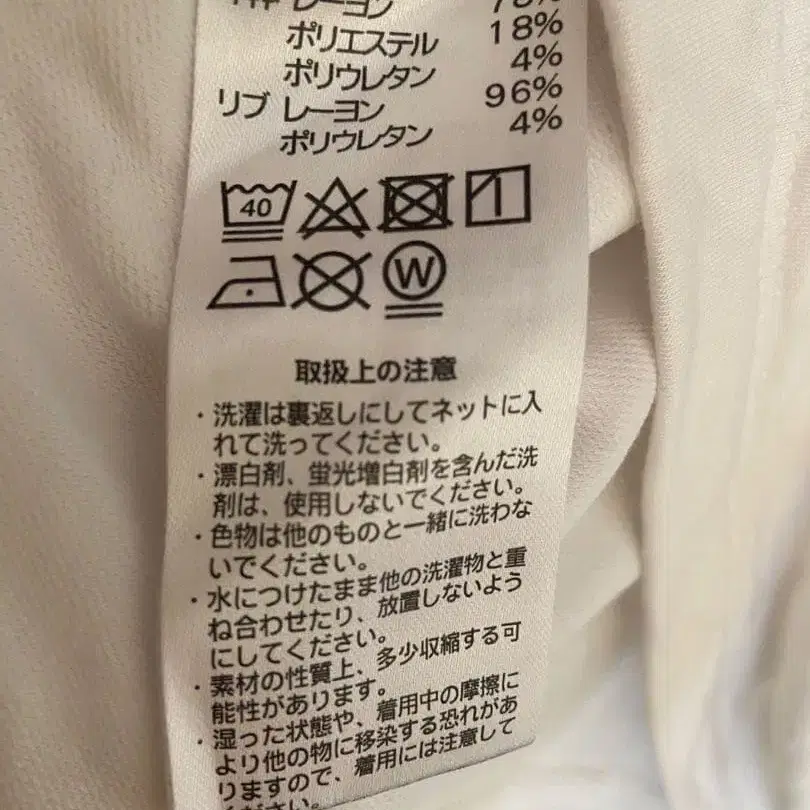 レーヨン 78%
ポリエステル 18%
ポリウレタン 4%
リブ レーヨン 96%
ポリウレタン 4%
40
W
取扱上の注意
・洗濯は裏返しにしてネットに入
れて洗ってください。
・漂白剤、蛍光増白剤を含んだ洗
剤は、使用しないでください。
・色物は他のものと一緒に洗わな
いでください。
・水につけたまま他の洗濯物と重
ね合わせたり、放置しないよう
にしてください。
・素材の性質上、多少収縮する可
能性があります。
・湿った状態や、着用中の摩擦に
より他の物に移染する恐れがあ
りますので、着用には注意して
ください。